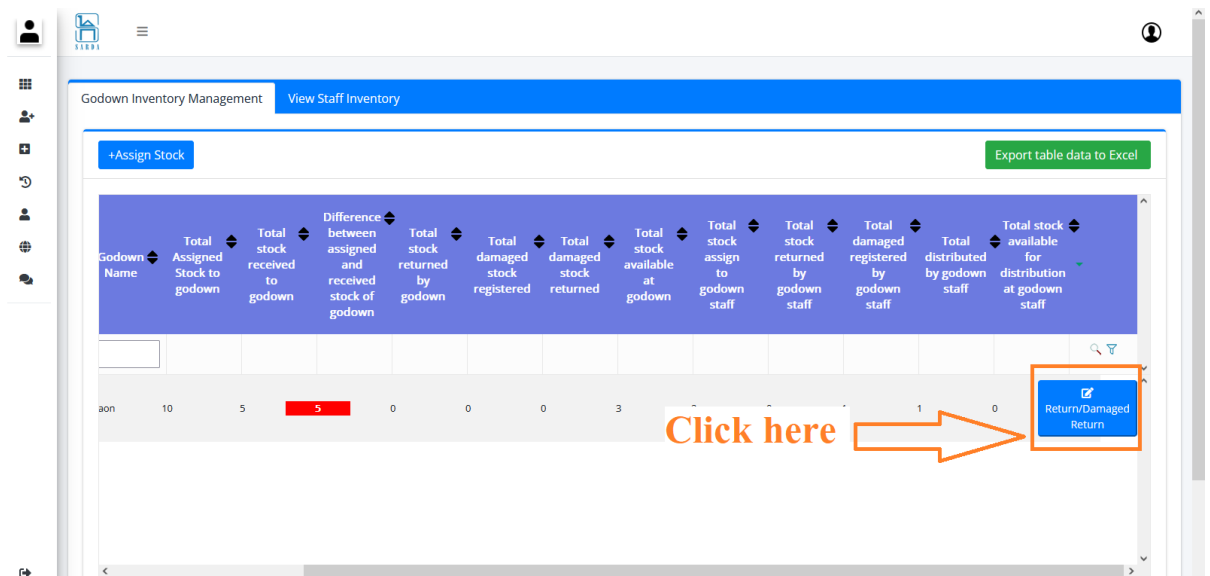 SARDA
Godown Inventory Management
View Staff Inventory
+Assign Stock
Export table data to Excel
Godown
Name
Total
Assigned
Stock to
godown
Total
stock
received
to
godown
Difference
between
assigned
and
received
stock of
godown
Total
stock
returned
by
godown
Total
damaged
stock
registered
Total
damaged
stock
returned
Total
stock
available
at
godown
Total
stock
assign
to
godown
staff
Total
stock
returned
by
godown
staff
Total
damaged
registered
by
godown
staff
Total
distributed
by godown
staff
Total stock
available
for
distribution
at godown
staff
aon 10 5 5 0 0 0 3 1 0
Return/Damaged
Return
Click here